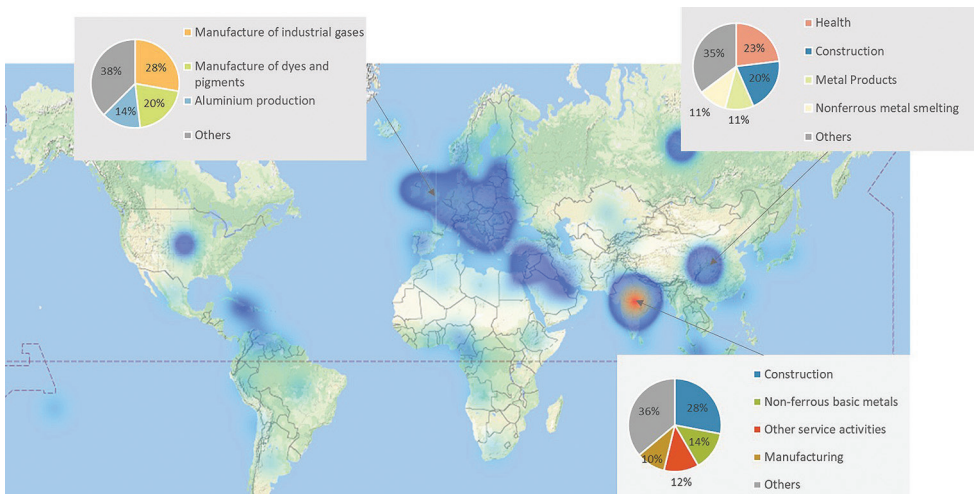 Manufacture of industrial gases
Manufacture of dyes and
pigments
Aluminium production
Others
38%
28%
14%
20%
Health
Construction
Metal Products
Nonferrous metal smelting
Others
35%
23%
20%
11%
11%
Construction
Non-ferrous basic metals
Other service activities
Manufacturing
Others
36%
28%
14%
10%
12%